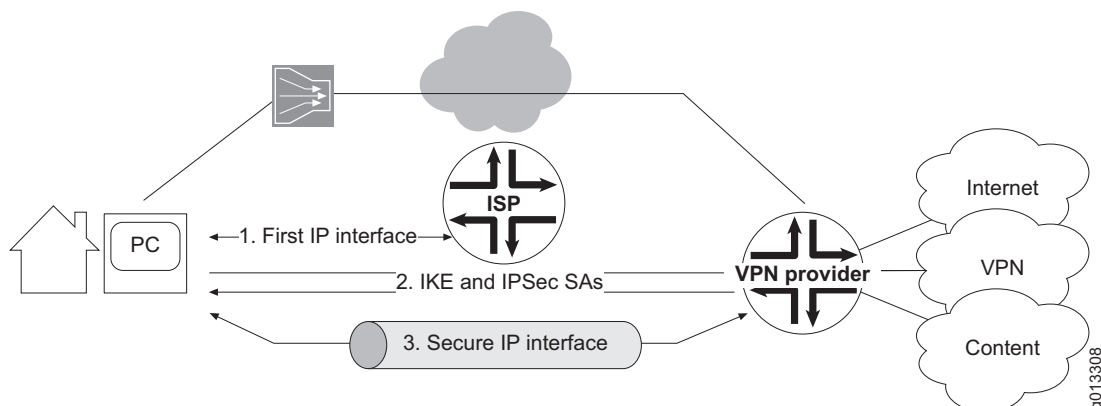 ISP
Internet
PC
1. First IP interface
VPN provider
VPN
2. IKE and IPSec SAs
3. Secure IP interface
Content
g013308